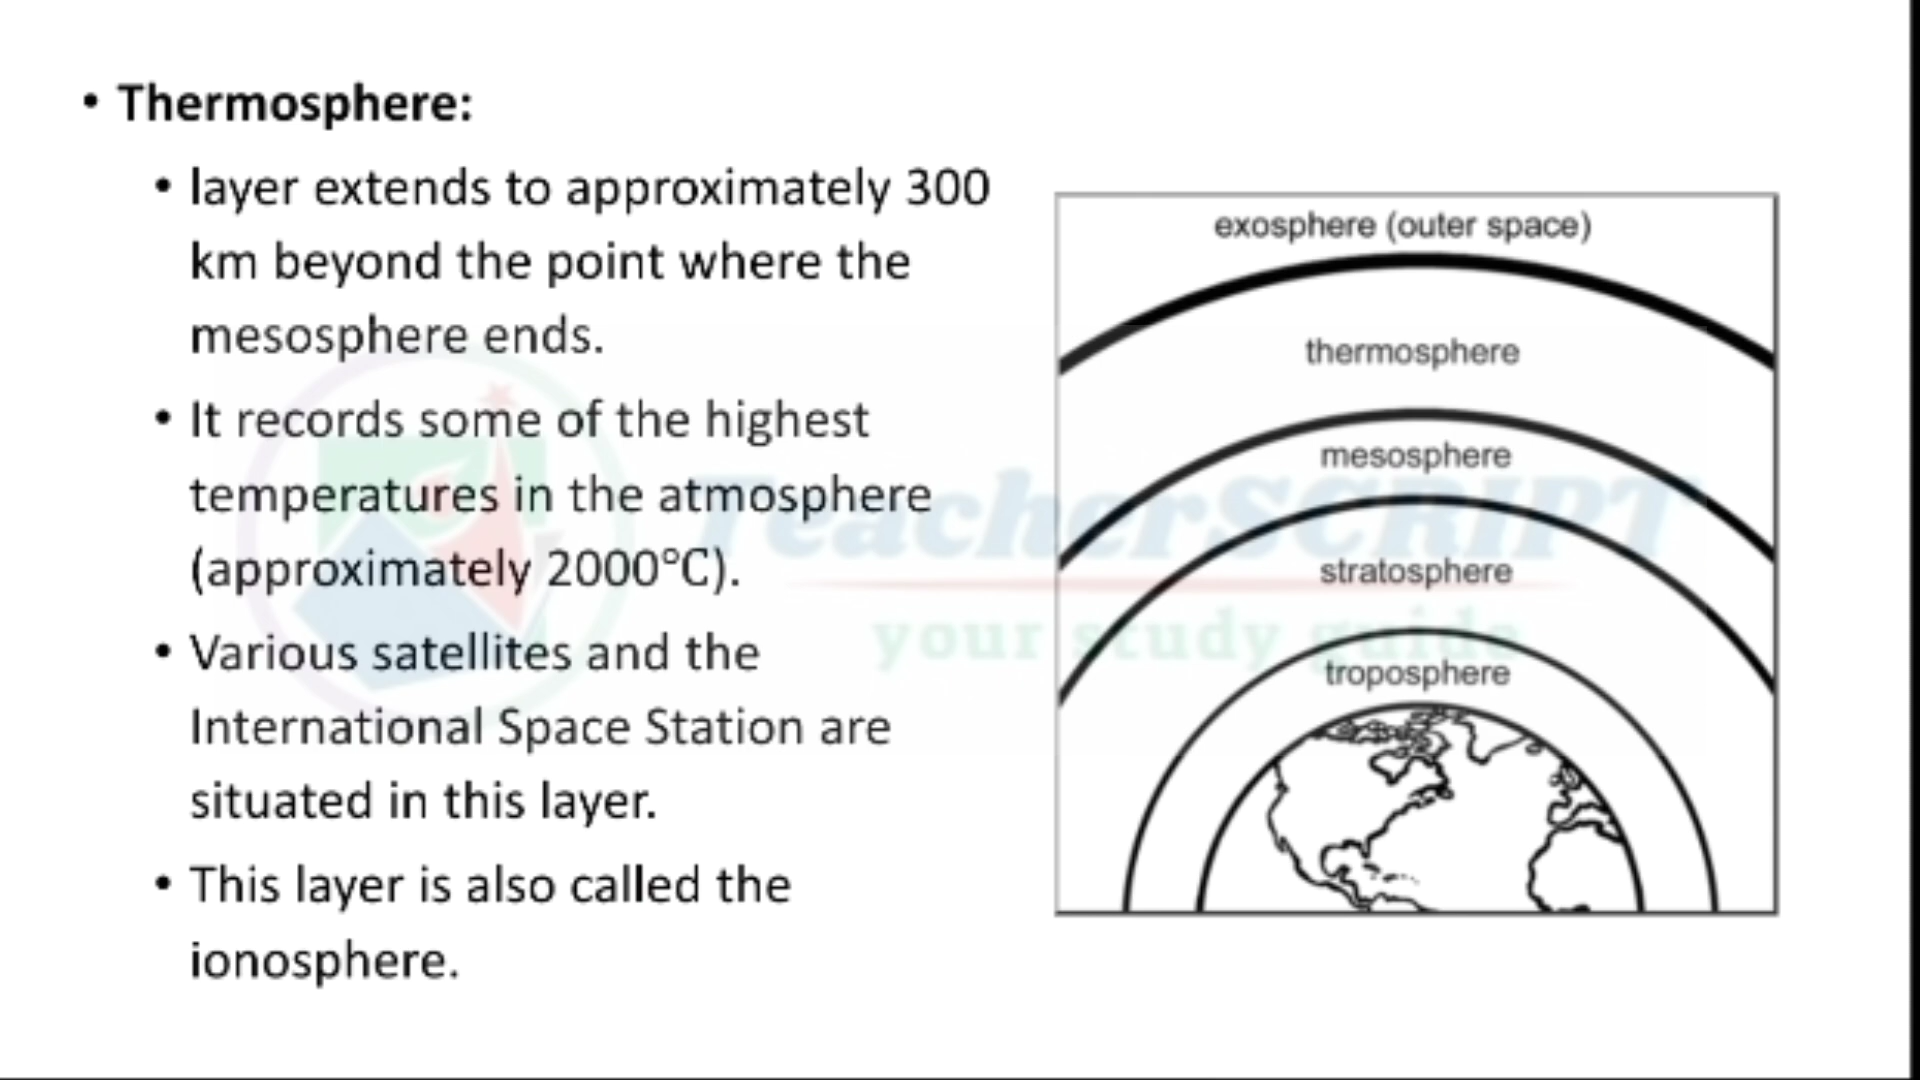 • Thermosphere:
• layer extends to approximately 300
km beyond the point where the
mesosphere ends.
• It records some of the highest
temperatures in the atmosphere
(approximately 2000°C).
• Various satellites and the
International Space Station are
situated in this layer.
• This layer is also called the
ionosphere.
exosphere (outer space)
thermosphere
mesosphere
stratosphere
troposphere
TeacherSCRIPT
your study guide